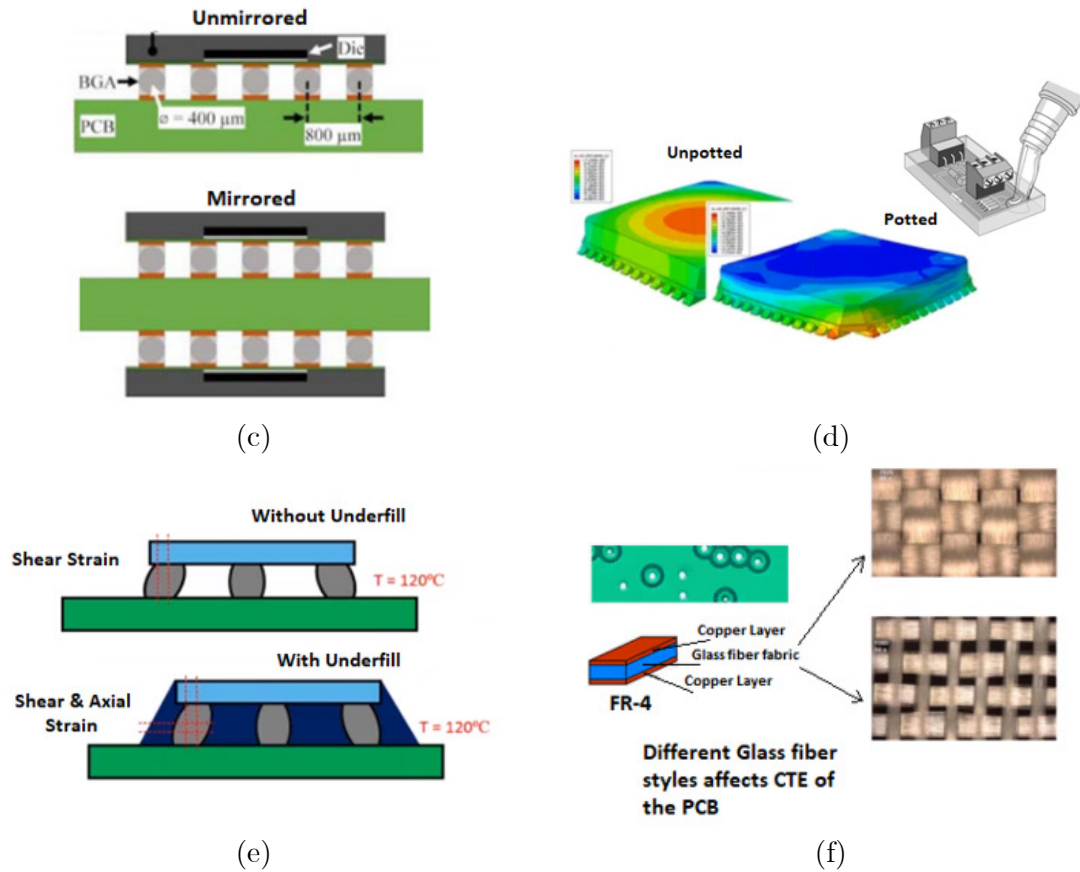 Unmirrored
Die
BGA
ø = 400 µm
PCB
800 µm
Mirrored
(c)
Unpotted
Potted
(d)
Without Underfill
Shear Strain
T = 120℃
With Underfill
Shear & Axial
Strain
T = 120℃
(e)
Copper Layer
Glass fiber fabric
Copper Layer
FR-4
Different Glass fiber
styles affects CTE of
the PCB
(f)